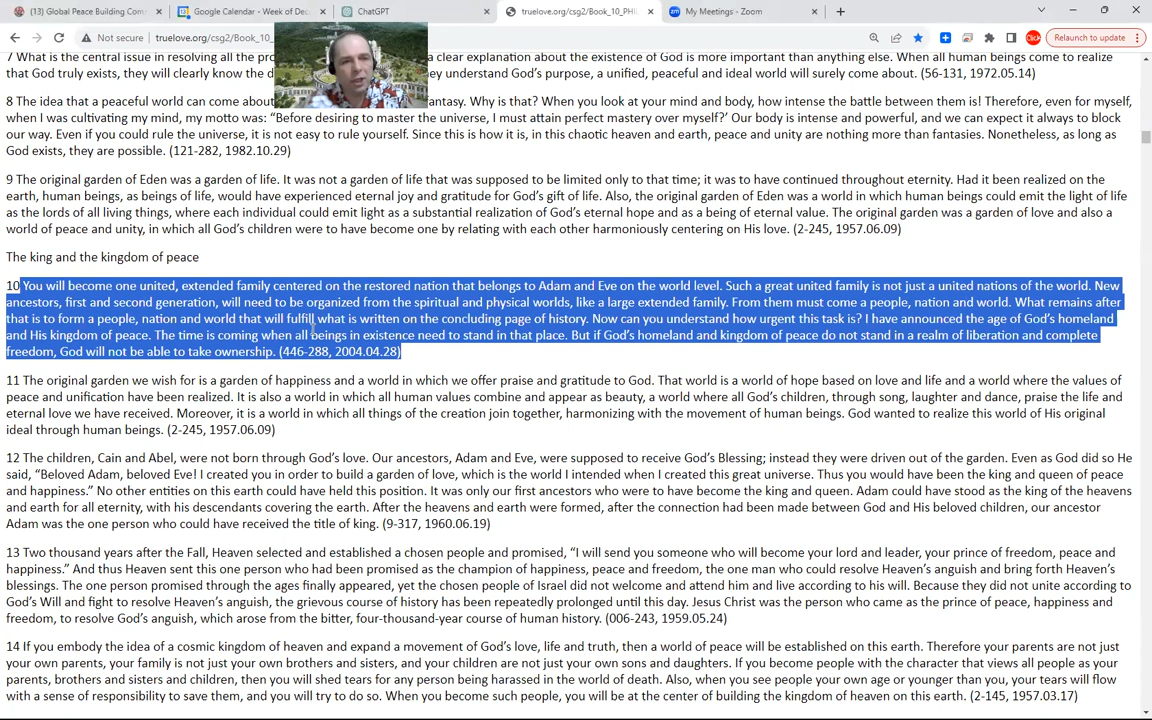 (13) Global Peace Building Com
Google Calendar - Week of Dec
ChatGPT
truelove.org/csg2/Book_10_PHI
My Meetings - Zoom
Not secure
truelove.org/csg2/Book_10_
Click
Relaunch to update
7 What is the central issue in resolving all the pro a clear explanation about the existence of God is more important than anything else. When all human beings come to realize
that God truly exists, they will clearly know the d ey understand God's purpose, a unified, peaceful and ideal world will surely come about. (56-131, 1972.05.14)
8 The idea that a peaceful world can come about antasy. Why is that? When you look at your mind and body, how intense the battle between them is! Therefore, even for myself,
when I was cultivating my mind, my motto was: “Before desiring to master the universe, I must attain perfect mastery over myself?’ Our body is intense and powerful, and we can expect it always to block
our way. Even if you could rule the universe, it is not easy to rule yourself. Since this is how it is, in this chaotic heaven and earth, peace and unity are nothing more than fantasies. Nonetheless, as long as
God exists, they are possible. (121-282, 1982.10.29)
9 The original garden of Eden was a garden of life. It was not a garden of life that was supposed to be limited only to that time; it was to have continued throughout eternity. Had it been realized on the
earth, human beings, as beings of life, would have experienced eternal joy and gratitude for God's gift of life. Also, the original garden of Eden was a world in which human beings could emit the light of life
as the lords of all living things, where each individual could emit light as a substantial realization of God's eternal hope and as a being of eternal value. The original garden was a garden of love and also a
world of peace and unity, in which all God's children were to have become one by relating with each other harmoniously centering on His love. (2-245, 1957.06.09)
The king and the kingdom of peace
10 You will become one united, extended family centered on the restored nation that belongs to Adam and Eve on the world level. Such a great united family is not just a united nations of the world. New
ancestors, first and second generation, will need to be organized from the spiritual and physical worlds, like a large extended family. From them must come a people, nation and world. What remains after
that is to form a people, nation and world that will fulfill what is written on the concluding page of history. Now can you understand how urgent this task is? I have announced the age of God's homeland
and His kingdom of peace. The time is coming when all beings in existence need to stand in that place. But if God's homeland and kingdom of peace do not stand in a realm of liberation and complete
freedom, God will not be able to take ownership. (446-288, 2004.04.28)
11 The original garden we wish for is a garden of happiness and a world in which we offer praise and gratitude to God. That world is a world of hope based on love and life and a world where the values of
peace and unification have been realized. It is also a world in which all human values combine and appear as beauty, a world where all God's children, through song, laughter and dance, praise the life and
eternal love we have received. Moreover, it is a world in which all things of the creation join together, harmonizing with the movement of human beings. God wanted to realize this world of His original
ideal through human beings. (2-245, 1957.06.09)
12 The children, Cain and Abel, were not born through God's love. Our ancestors, Adam and Eve, were supposed to receive God's Blessing; instead they were driven out of the garden. Even as God did so He
said, “Beloved Adam, beloved Eve! I created you in order to build a garden of love, which is the world I intended when I created this great universe. Thus you would have been the king and queen of peace
and happiness.” No other entities on this earth could have held this position. It was only our first ancestors who were to have become the king and queen. Adam could have stood as the king of the heavens
and earth for all eternity, with his descendants covering the earth. After the heavens and earth were formed, after the connection had been made between God and His beloved children, our ancestor
Adam was the one person who could have received the title of king. (9-317, 1960.06.19)
13 Two thousand years after the Fall, Heaven selected and established a chosen people and promised, “I will send you someone who will become your lord and leader, your prince of freedom, peace and
happiness.” And thus Heaven sent this one person who had been promised as the champion of happiness, peace and freedom, the one man who could resolve Heaven's anguish and bring forth Heaven's
blessings. The one person promised through the ages finally appeared, yet the chosen people of Israel did not welcome and attend him and live according to his will. Because they did not unite according to
God's Will and fight to resolve Heaven's anguish, the grievous course of history has been repeatedly prolonged until this day. Jesus Christ was the person who came as the prince of peace, happiness and
freedom, to resolve God's anguish, which arose from the bitter, four-thousand-year course of human history. (006-243, 1959.05.24)
14 If you embody the idea of a cosmic kingdom of heaven and expand a movement of God's love, life and truth, then a world of peace will be established on this earth. Therefore your parents are not just
your own parents, your family is not just your own brothers and sisters, and your children are not just your own sons and daughters. If you become people with the character that views all people as your
parents, brothers and sisters and children, then you will shed tears for any person being harassed in the world of death. Also, when you see people your own age or younger than you, your tears will flow
with a sense of responsibility to save them, and you will try to do so. When you become such people, you will be at the center of building the kingdom of heaven on this earth. (2-145, 1957.03.17)